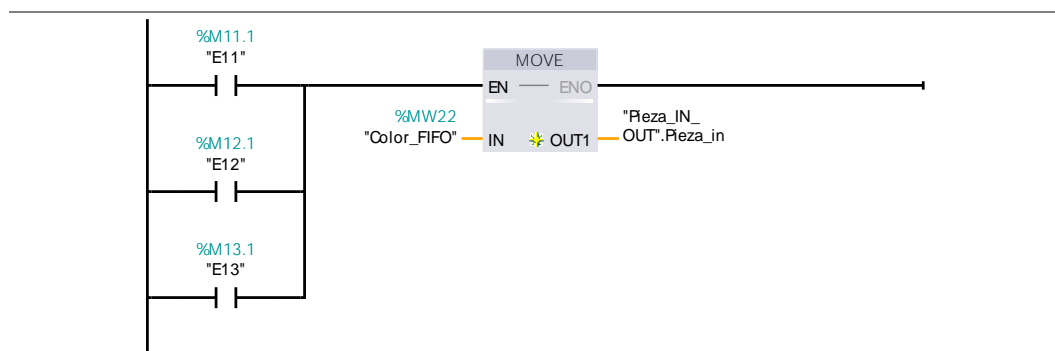 %M11.1
"E11"
MOVE
EN
ENO
%MW22
"Color_FIFO"
IN
OUT1
"Pieza_IN_
OUT".Pieza_in
%M12.1
"E12"
%M13.1
"E13"